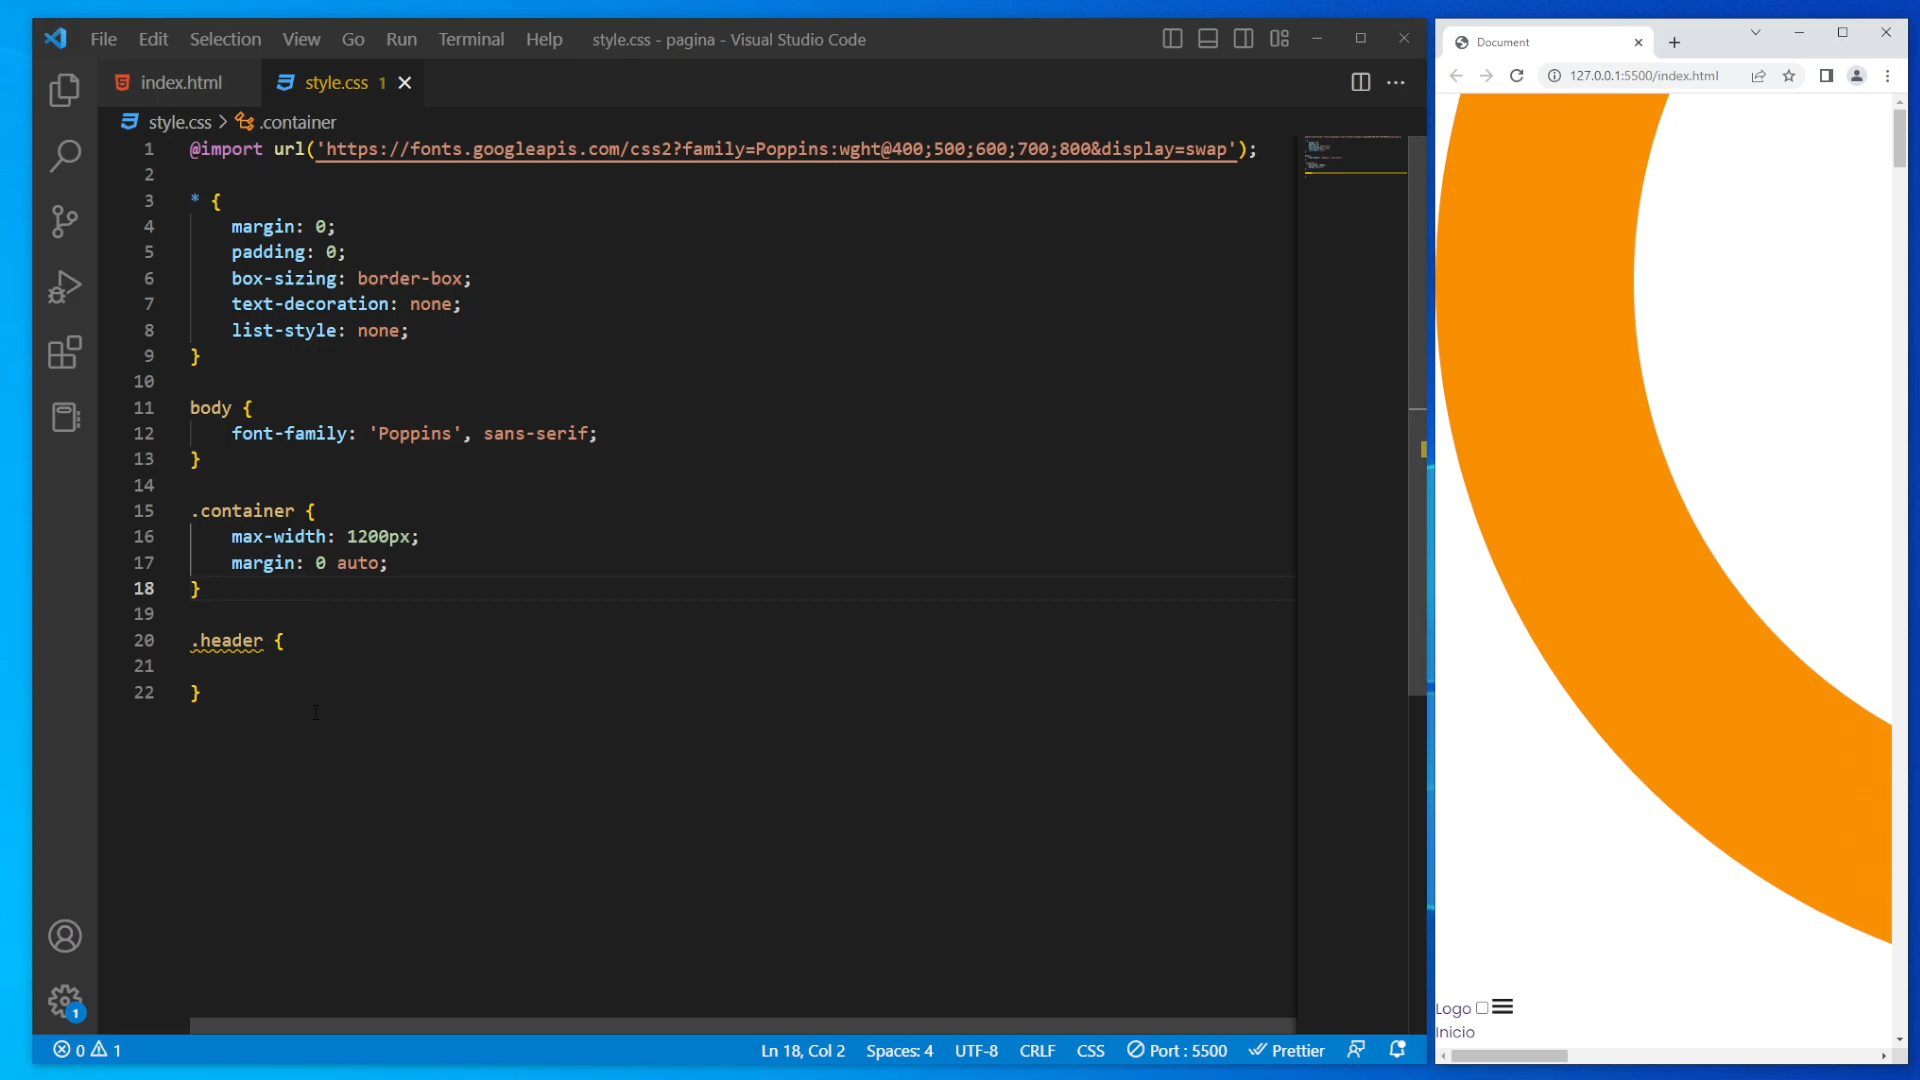 File Edit Selection View Go Run Terminal Help style.css - pagina - Visual Studio Code
index.html style.css 1
style.css > .container
1 @import url('https://fonts.googleapis.com/css2?family=Poppins:wght@400;500;600;700;800&display=swap');
2
3 * {
4 margin: 0;
5 padding: 0;
6 box-sizing: border-box;
7 text-decoration: none;
8 list-style: none;
9 }
10
11 body {
12 font-family: 'Poppins', sans-serif;
13 }
14
15 .container {
16 max-width: 1200px;
17 margin: 0 auto;
18 }
19
20 .header {
21
22 }
1
0 1 Ln 18, Col 2 Spaces: 4 UTF-8 CRLF CSS Port : 5500 Prettier
Document
127.0.0.1:5500/index.html
Logo
Inicio